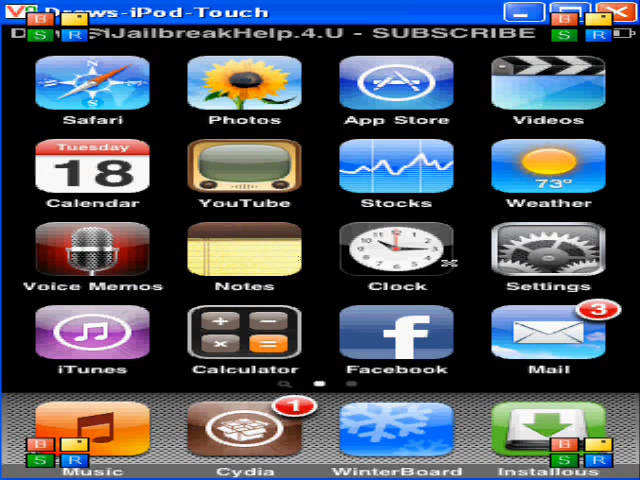 Draws-iPod-Touch
iJailbreakHelp.4.U - SUBSCRIBE
Safari Photos App Store Videos
Tuesday
18
73°
Calendar YouTube Stocks Weather
Voice Memos Notes Clock Settings
3
iTunes Calculator Facebook Mail
1
Music Cydia WinterBoard Installous
B
S R
B
S R
B
S R
B
S R